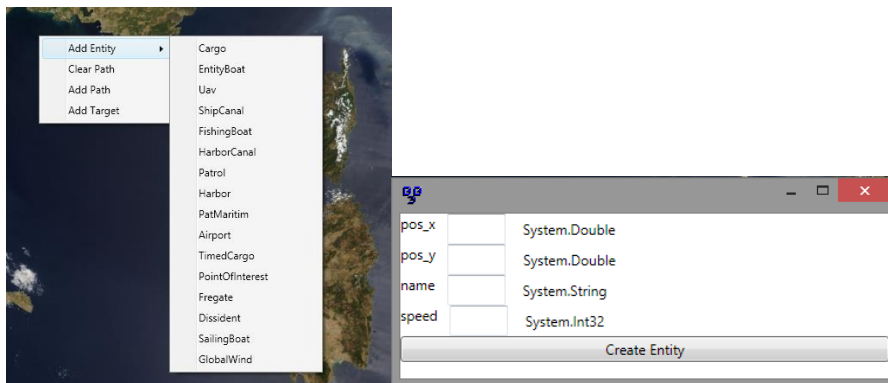 Add Entity
Clear Path
Add Path
Add Target
Cargo
EntityBoat
Uav
ShipCanal
FishingBoat
HarborCanal
Patrol
Harbor
PatMaritim
Airport
TimedCargo
PointOfInterest
Fregate
Dissident
SailingBoat
GlobalWind
pos_x System.Double
pos_y System.Double
name System.String
speed System.Int32
Create Entity